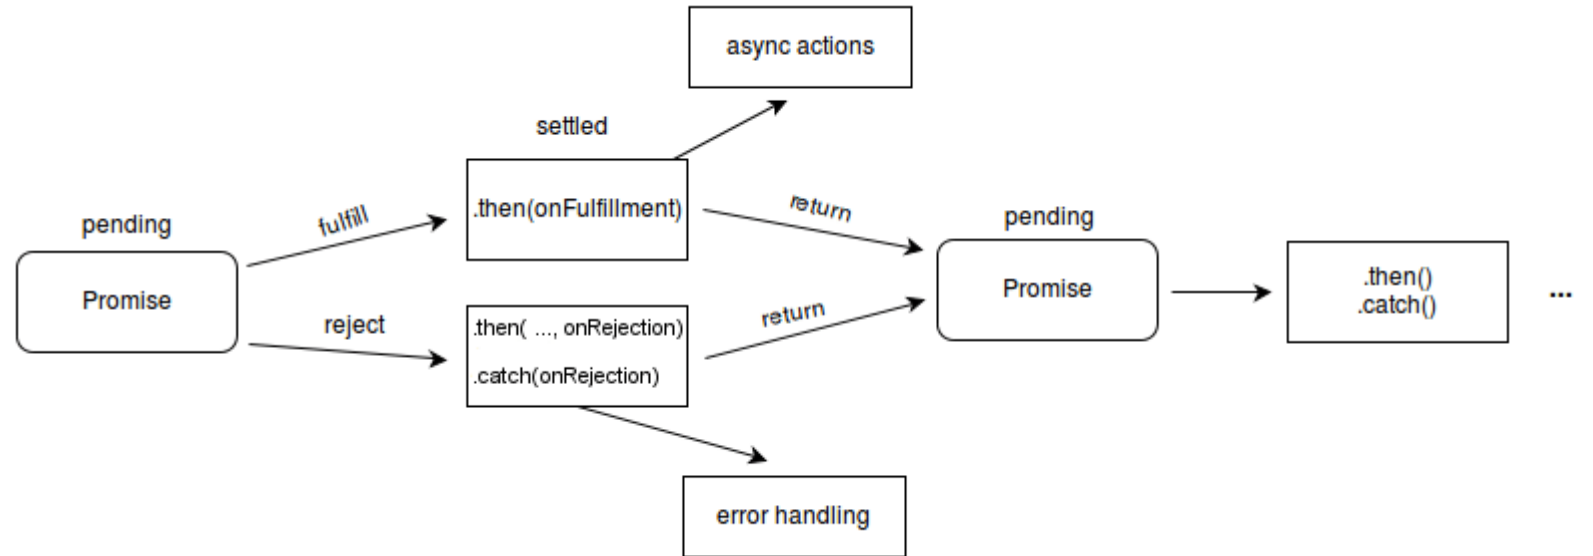 async actions
settled
.then(onFulfillment)
fulfill
return
pending
Promise
pending
Promise
.then()
.catch()
...
reject
.then( ..., onRejection)
.catch(onRejection)
return
error handling